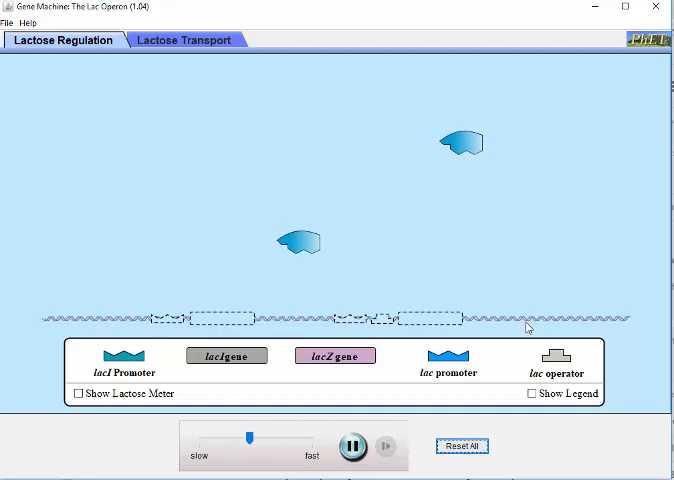 Gene Machine: The Lac Operon (1.04)
File Help
Lactose Regulation Lactose Transport
PhET
lacI Promoter lacI gene lacZ gene lac promoter lac operator
Show Lactose Meter Show Legend
slow fast Reset All